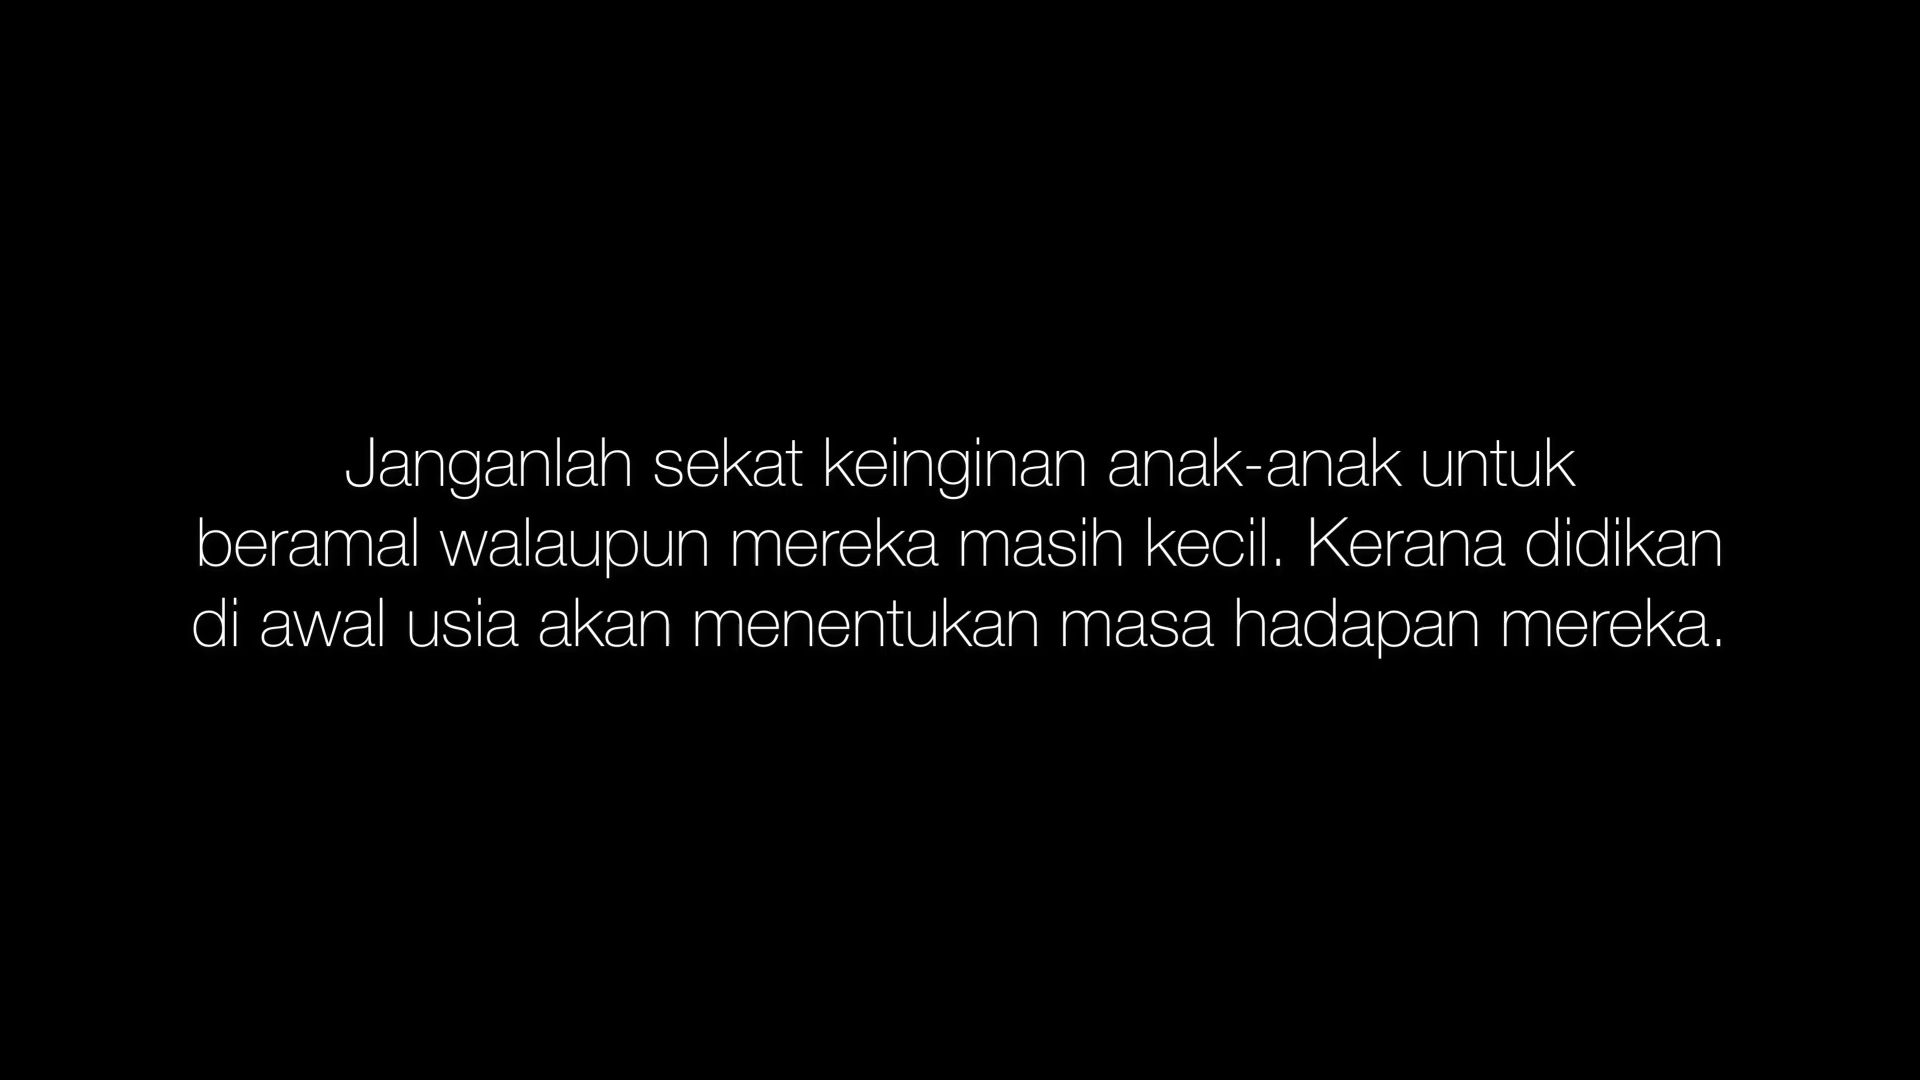 Janganlah sekat keinginan anak-anak untuk
beramal walaupun mereka masih kecil. Kerana didikan
di awal usia akan menentukan masa hadapan mereka.